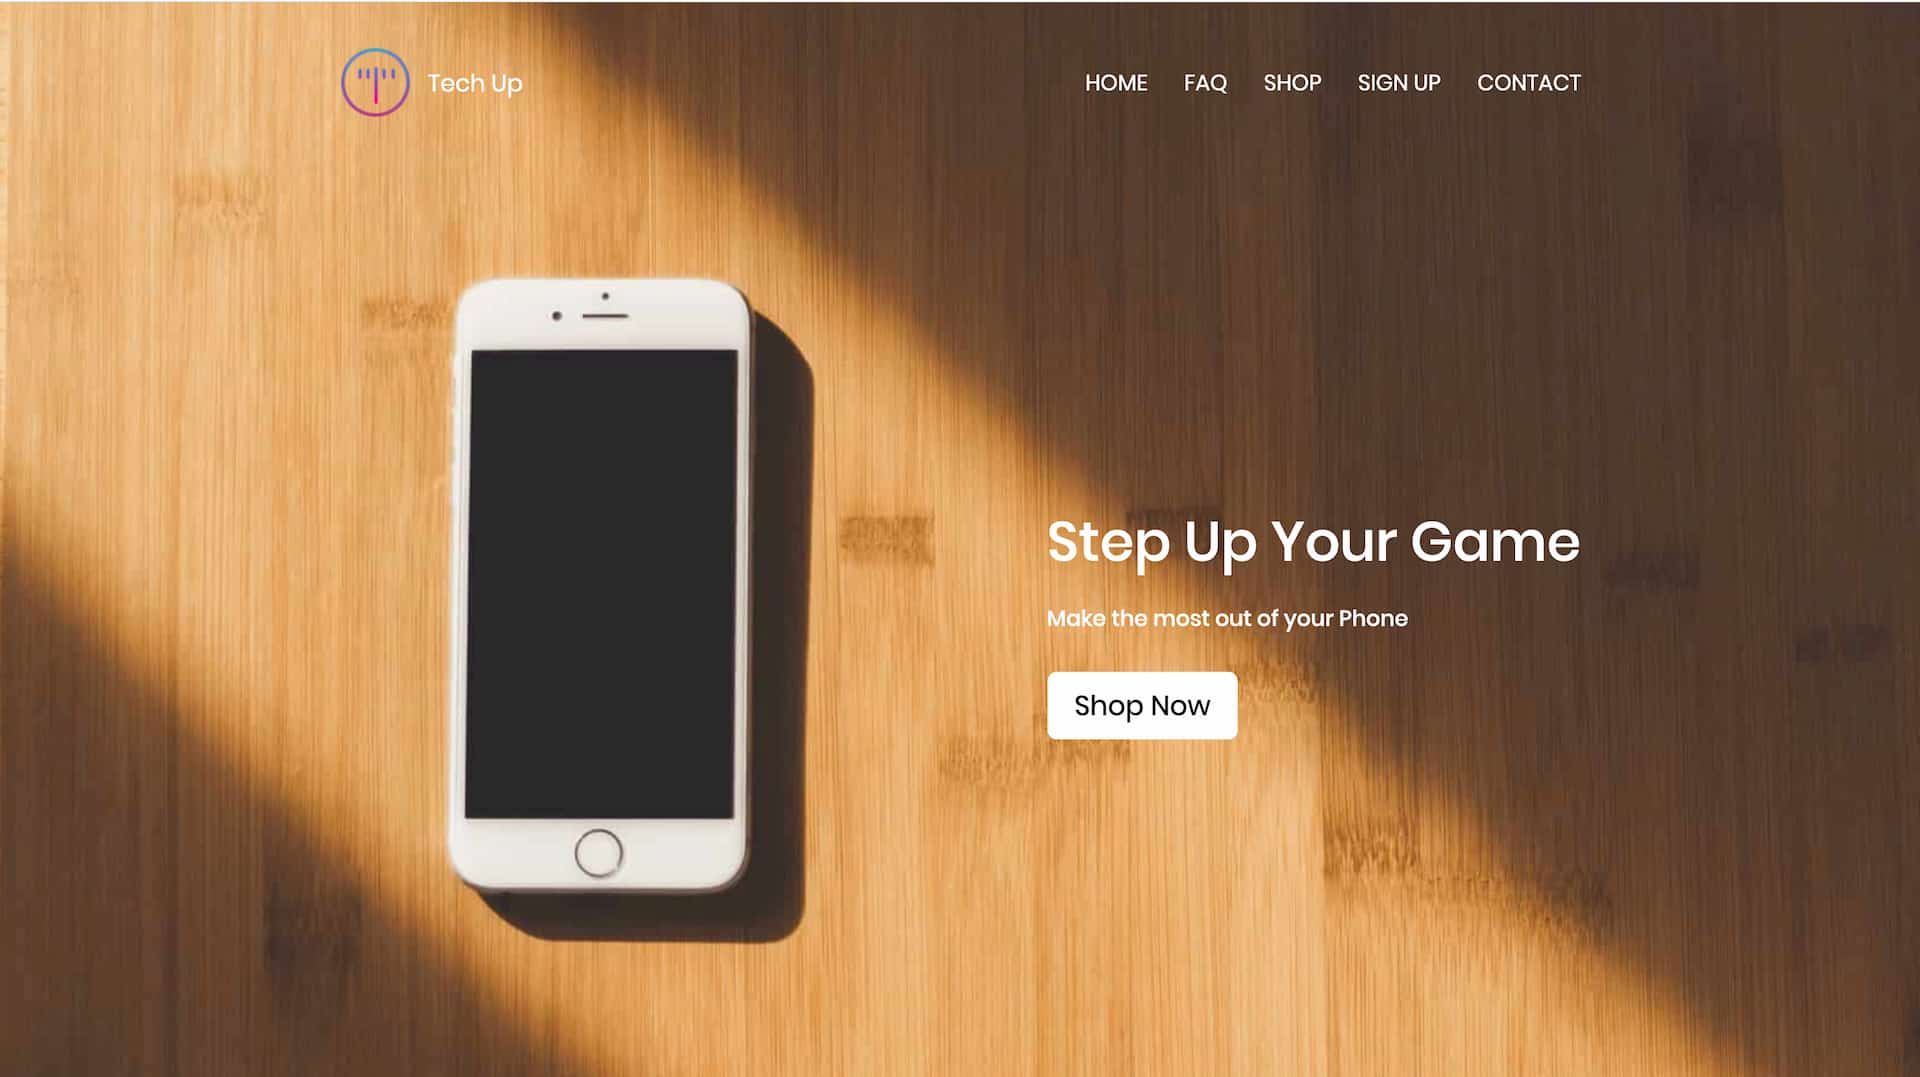 Tech Up
HOME FAQ SHOP SIGN UP CONTACT
Step Up Your Game
Make the most out of your Phone
Shop Now